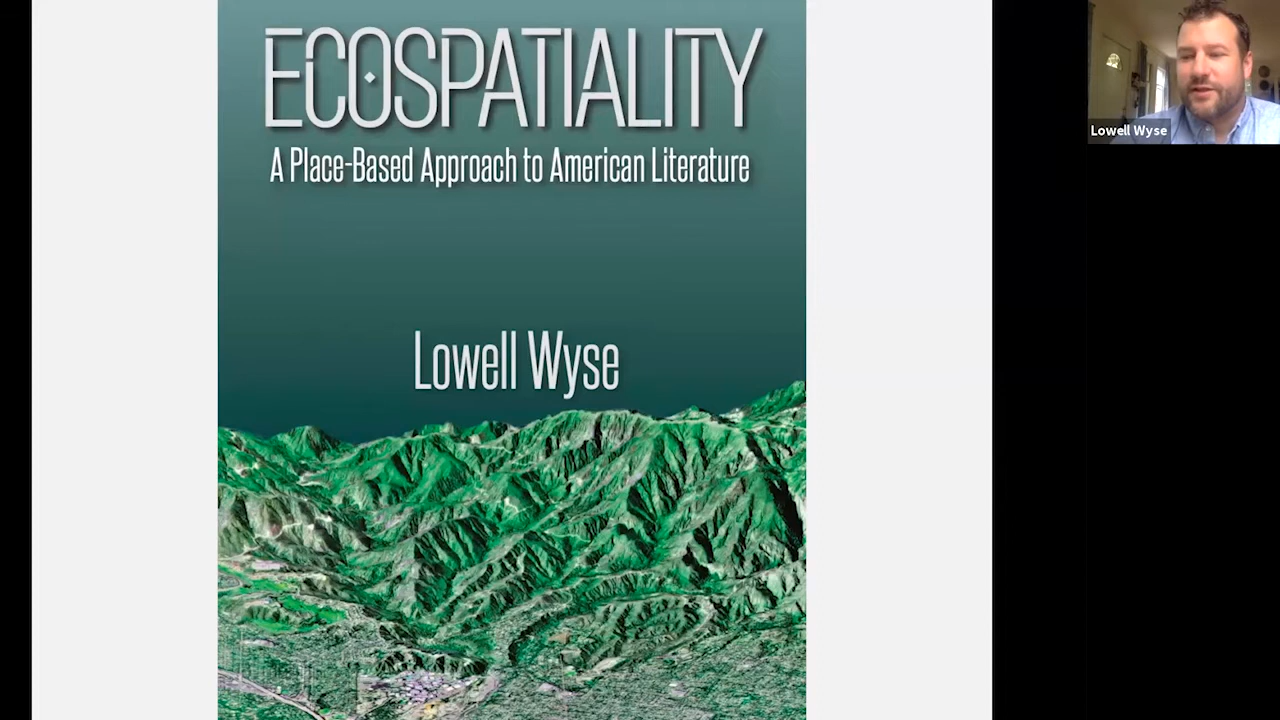 ECOSPATIALITY
A Place-Based Approach to American Literature
Lowell Wyse
Lowell Wyse